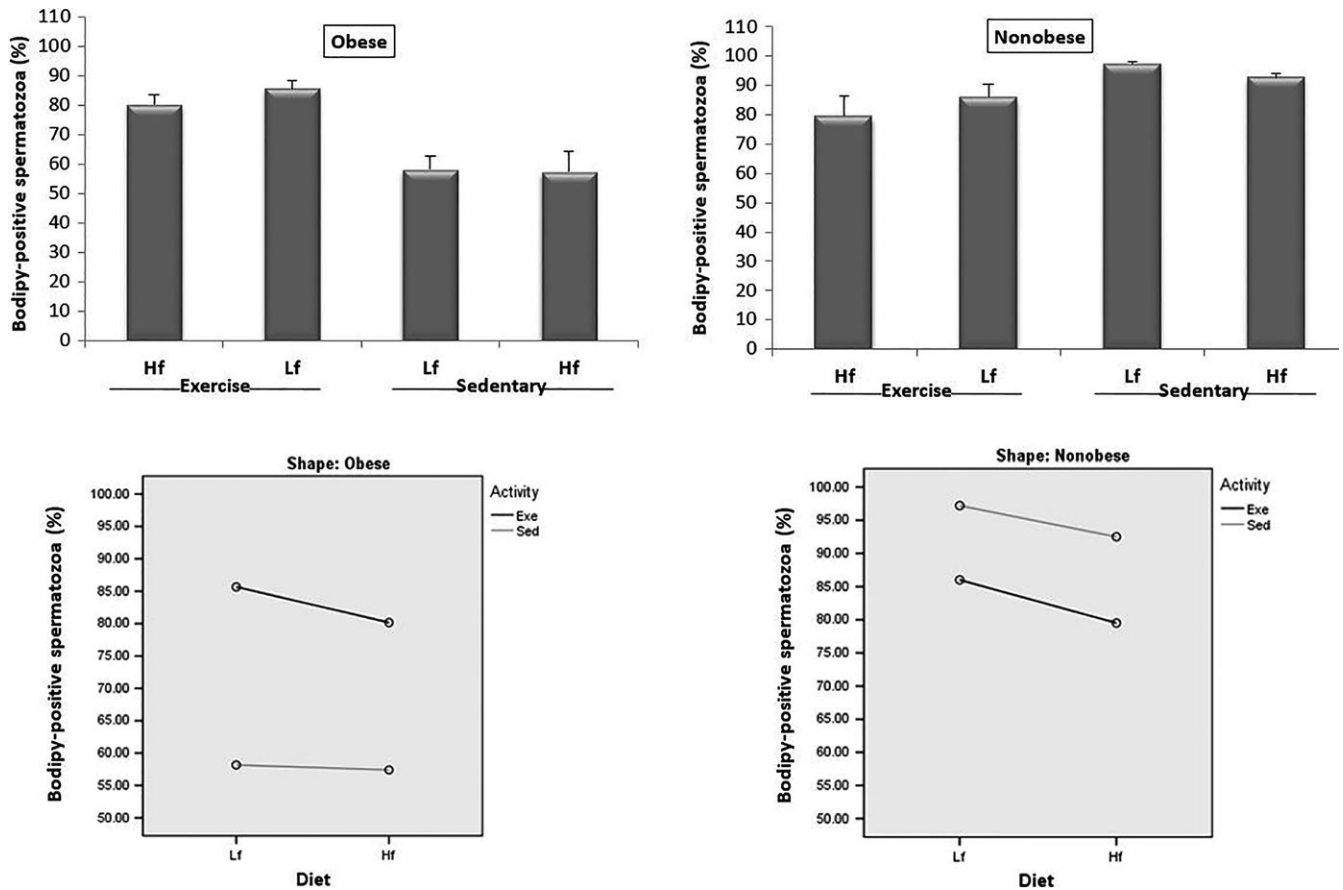 Obese
Bodipy-positive spermatozoa (%)
110
100
90
80
70
60
50
40
30
20
10
0
Hf Lf Lf Hf
Exercise Sedentary
Nonobese
Bodipy-positive spermatozoa (%)
110
100
90
80
70
60
50
40
30
20
10
0
Hf Lf Lf Hf
Exercise Sedentary
Shape: Obese
Bodipy-positive spermatozoa (%)
100.00
95.00
90.00
85.00
80.00
75.00
70.00
65.00
60.00
55.00
50.00
Lf Hf
Diet
Activity
Exe
Sed
Shape: Nonobese
Bodipy-positive spermatozoa (%)
100.00
95.00
90.00
85.00
80.00
75.00
70.00
65.00
60.00
55.00
50.00
Lf Hf
Diet
Activity
Exe
Sed